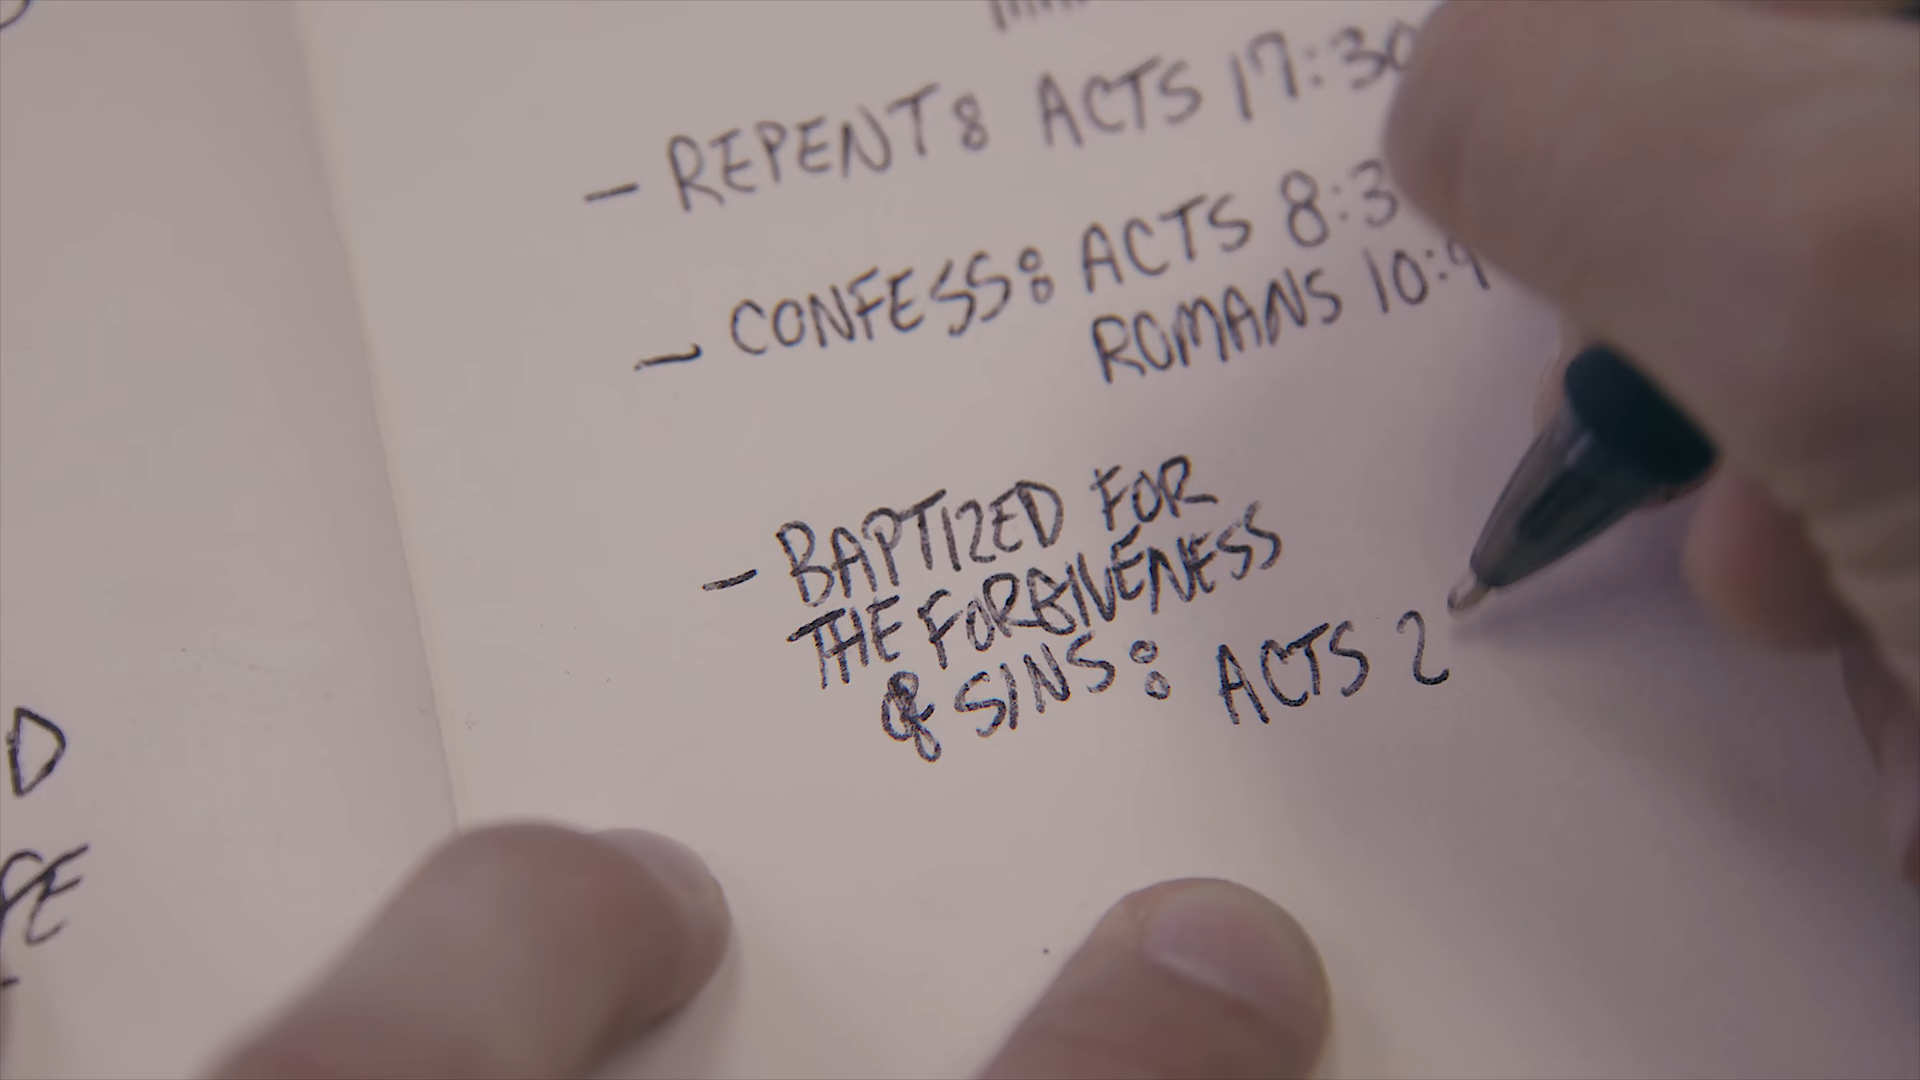 - REPENT: ACTS 17:30
- CONFESS: ACTS 8:3
ROMANS 10:9
- BAPTIZED FOR
THE FORGIVENESS
OF SINS: ACTS 2
D
FE